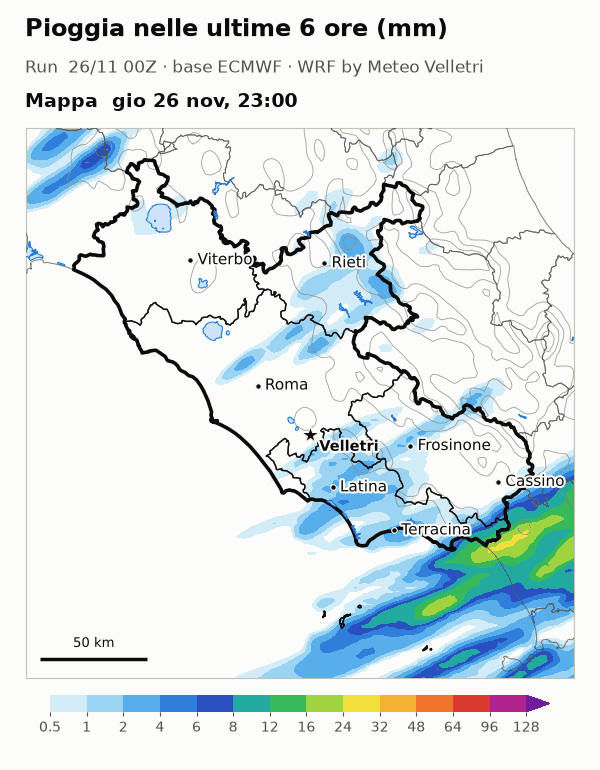 Pioggia nelle ultime 6 ore (mm)
Run  26/11 00Z · base ECMWF · WRF by Meteo Velletri
Mappa  gio 26 nov, 23:00
Viterbo
Rieti
Roma
Velletri
Frosinone
Cassino
Latina
Terracina
50 km
0.5 1 2 4 6 8 12 16 24 32 48 64 96 128